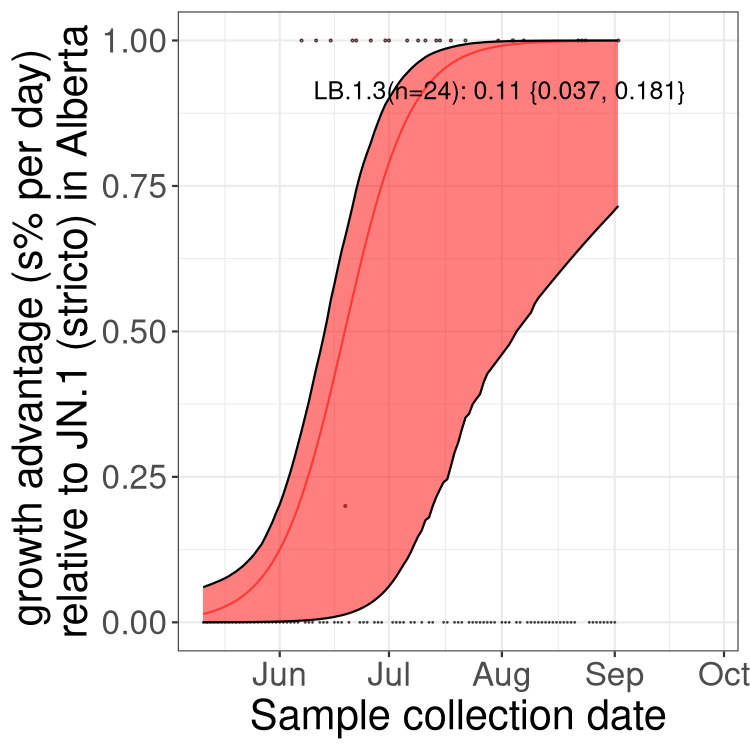 growth advantage (s% per day)
relative to JN.1 (stricto) in Alberta
1.00
0.75
0.50
0.25
0.00
LB.1.3(n=24): 0.11 {0.037, 0.181}
Jun Jul Aug Sep Oct
Sample collection date